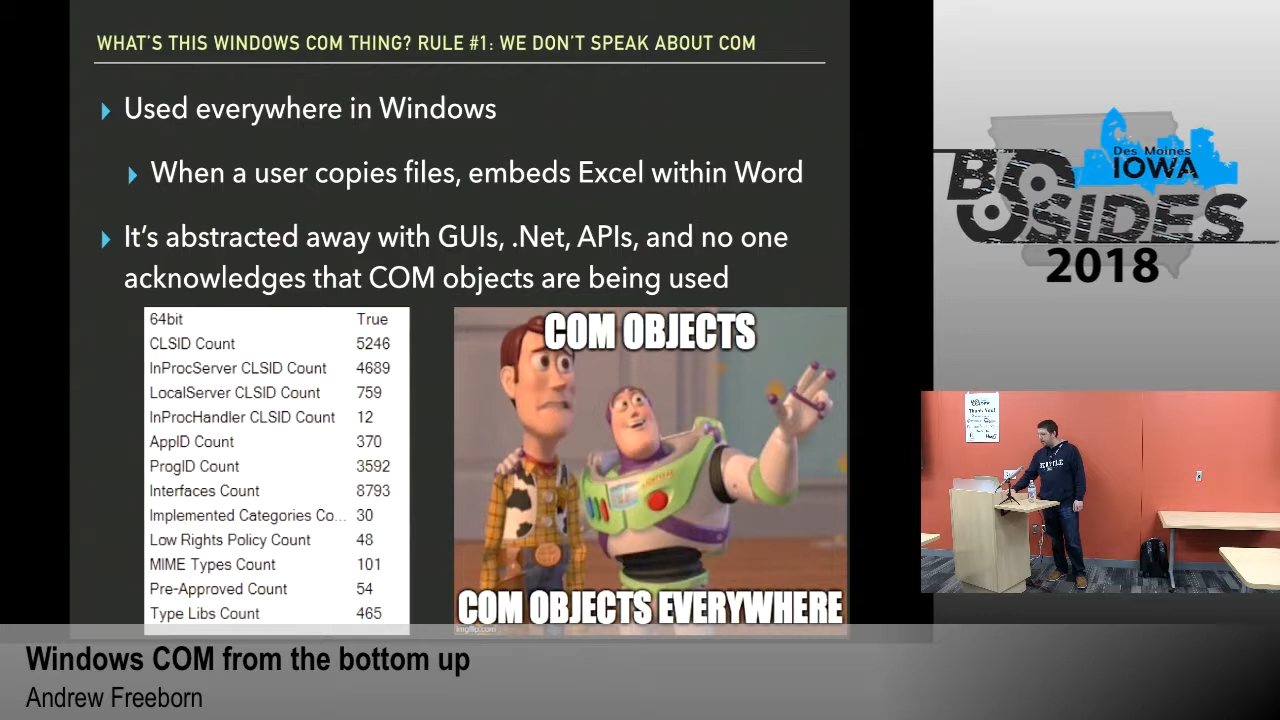 WHAT'S THIS WINDOWS COM THING? RULE #1: WE DON'T SPEAK ABOUT COM
Used everywhere in Windows
When a user copies files, embeds Excel within Word
It's abstracted away with GUIs, .Net, APIs, and no one
acknowledges that COM objects are being used
64bit True
CLSID Count 5246
InProcServer CLSID Count 4689
LocalServer CLSID Count 759
InProcHandler CLSID Count 12
AppID Count 370
ProgID Count 3592
Interfaces Count 8793
Implemented Categories Co... 30
Low Rights Policy Count 48
MIME Types Count 101
Pre-Approved Count 54
Type Libs Count 465
COM OBJECTS
COM OBJECTS EVERYWHERE
imgflip.com
Des Moines
IOWA
BSIDES
2018
Thank You!
Windows COM from the bottom up
Andrew Freeborn